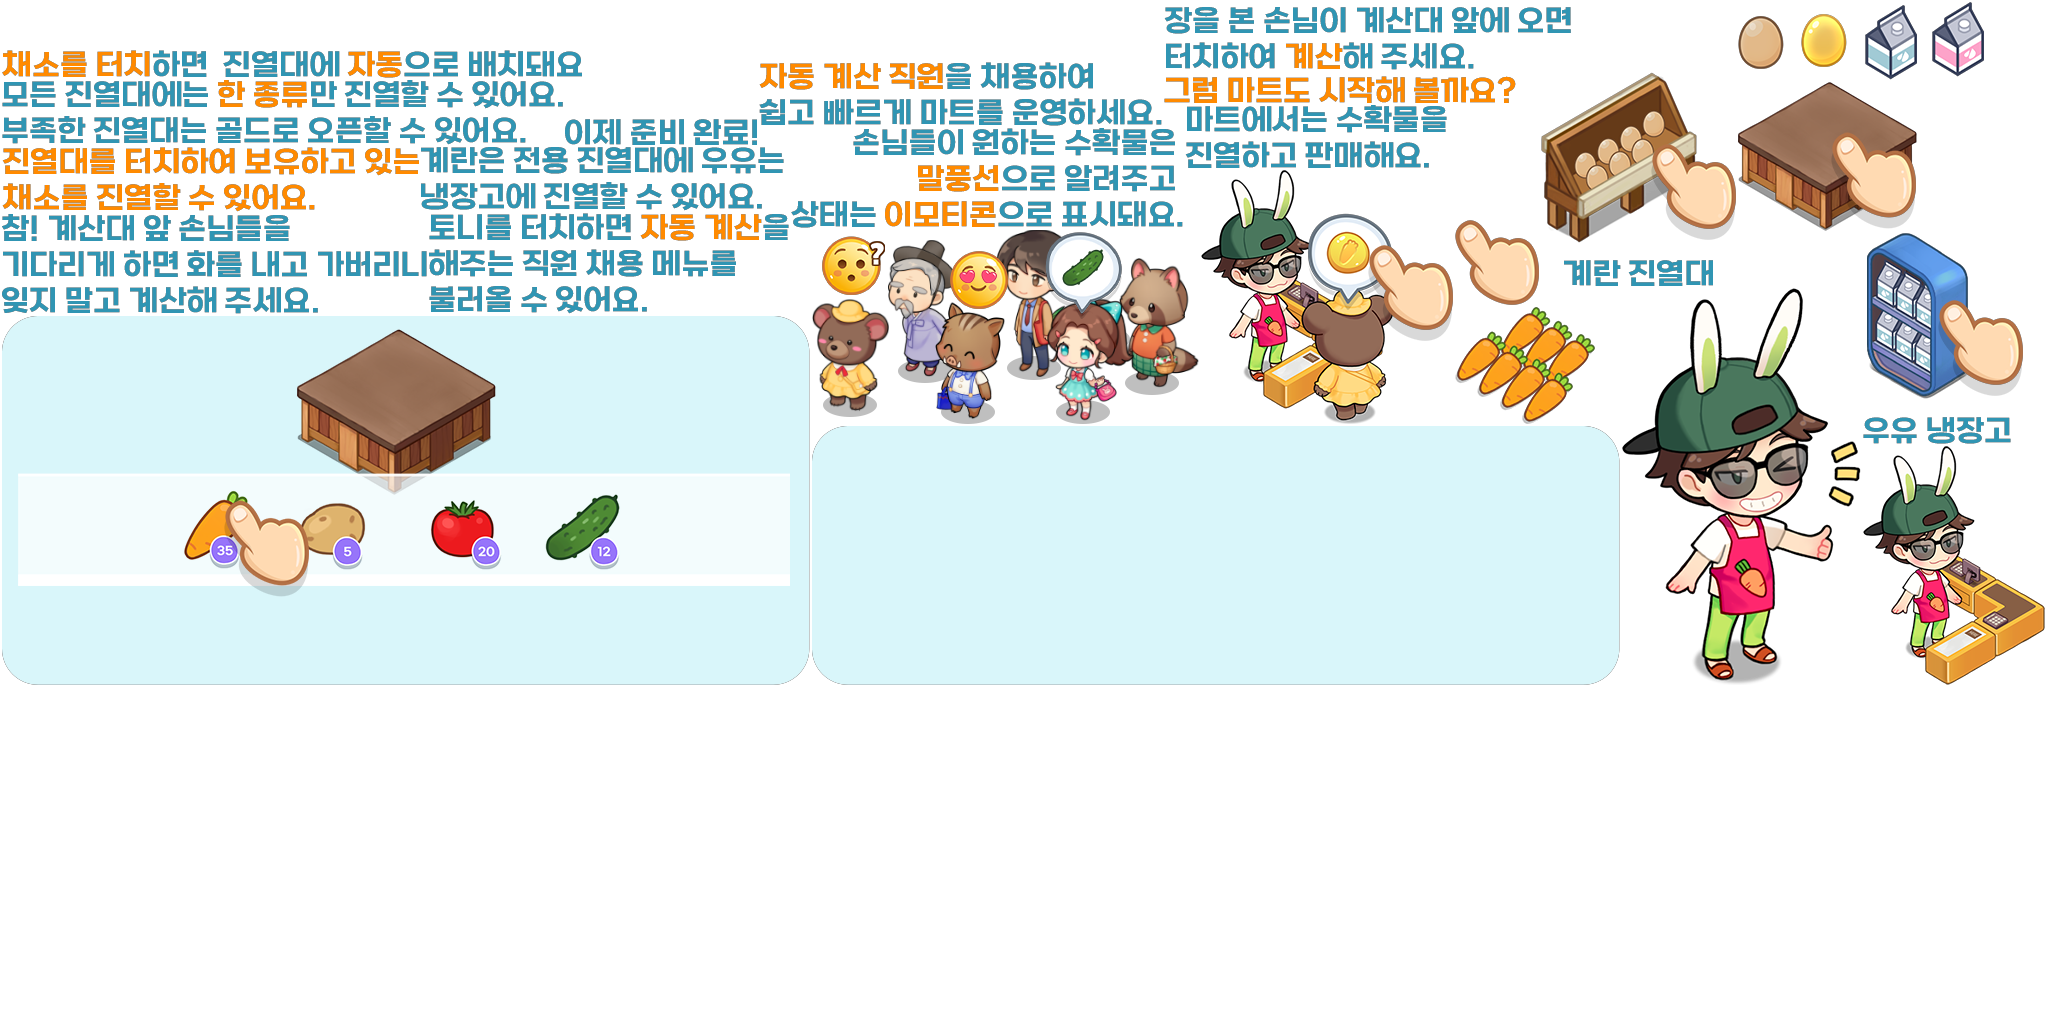 채소를 터치하면 진열대에 자동으로 배치돼요
모든 진열대에는 한 종류만 진열할 수 있어요.
부족한 진열대는 골드로 오픈할 수 있어요.
이제 준비 완료!
진열대를 터치하여 보유하고 있는
채소를 진열할 수 있어요.
계란은 전용 진열대에 우유는
냉장고에 진열할 수 있어요.
참! 계산대 앞 손님들을
기다리게 하면 화를 내고 가버리니
잊지 말고 계산해 주세요.
토니를 터치하면 자동 계산을
해주는 직원 채용 메뉴를
불러올 수 있어요.
자동 계산 직원을 채용하여
쉽고 빠르게 마트를 운영하세요.
손님들이 원하는 수확물은
말풍선으로 알려주고
상태는 이모티콘으로 표시돼요.
장을 본 손님이 계산대 앞에 오면
터치하여 계산해 주세요.
그럼 마트도 시작해 볼까요?
마트에서는 수확물을
진열하고 판매해요.
계란 진열대
우유 냉장고
?
35
5
20
12